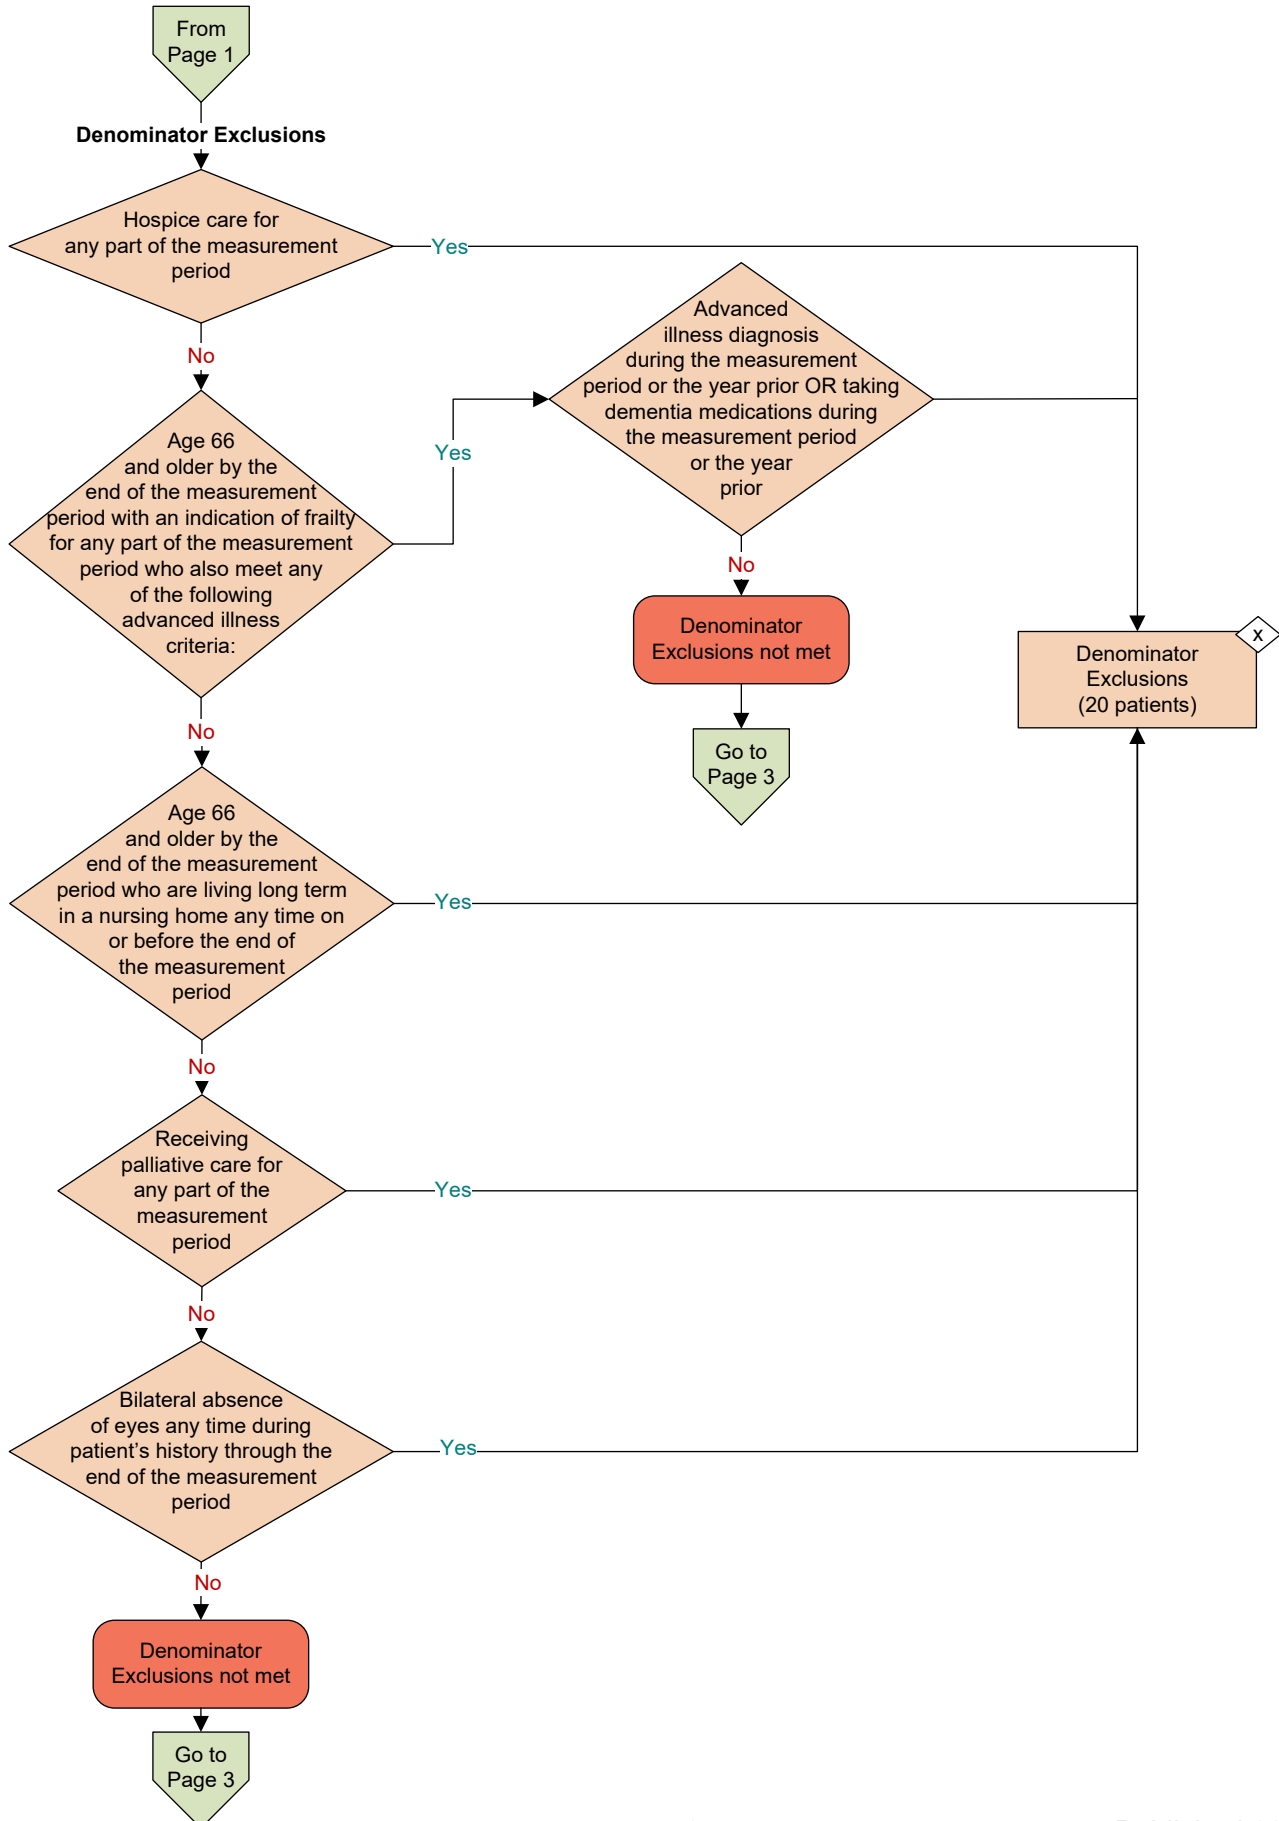 From
Page 1
Denominator Exclusions
Hospice care for
any part of the measurement
period
Yes
No
Age 66
and older by the
end of the measurement
period with an indication of frailty
for any part of the measurement
period who also meet any
of the following
advanced illness
criteria:
Yes
Advanced
illness diagnosis
during the measurement
period or the year prior OR taking
dementia medications during
the measurement period
or the year
prior
No
Denominator
Exclusions not met
Go to
Page 3
x
Denominator
Exclusions
(20 patients)
No
Age 66
and older by the
end of the measurement
period who are living long term
in a nursing home any time on
or before the end of
the measurement
period
Yes
No
Receiving
palliative care for
any part of the
measurement
period
Yes
No
Bilateral absence
of eyes any time during
patient's history through the
end of the measurement
period
Yes
No
Denominator
Exclusions not met
Go to
Page 3